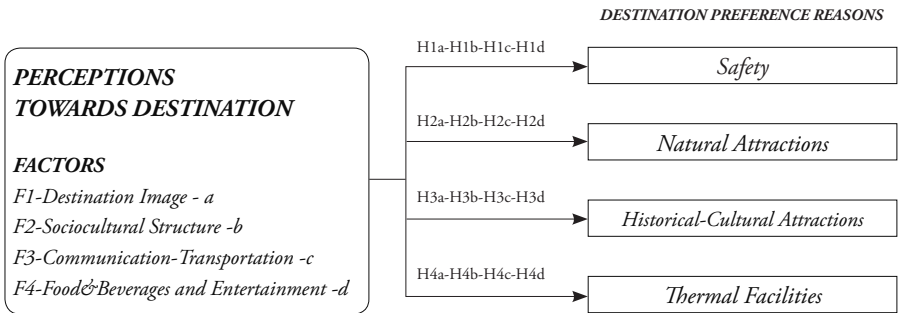 DESTINATION PREFERENCE REASONS
PERCEPTIONS
TOWARDS DESTINATION
FACTORS
F1-Destination Image - a
F2-Sociocultural Structure -b
F3-Communication-Transportation -c
F4-Food&Beverages and Entertainment -d
H1a-H1b-H1c-H1d
Safety
H2a-H2b-H2c-H2d
Natural Attractions
H3a-H3b-H3c-H3d
Historical-Cultural Attractions
H4a-H4b-H4c-H4d
Thermal Facilities